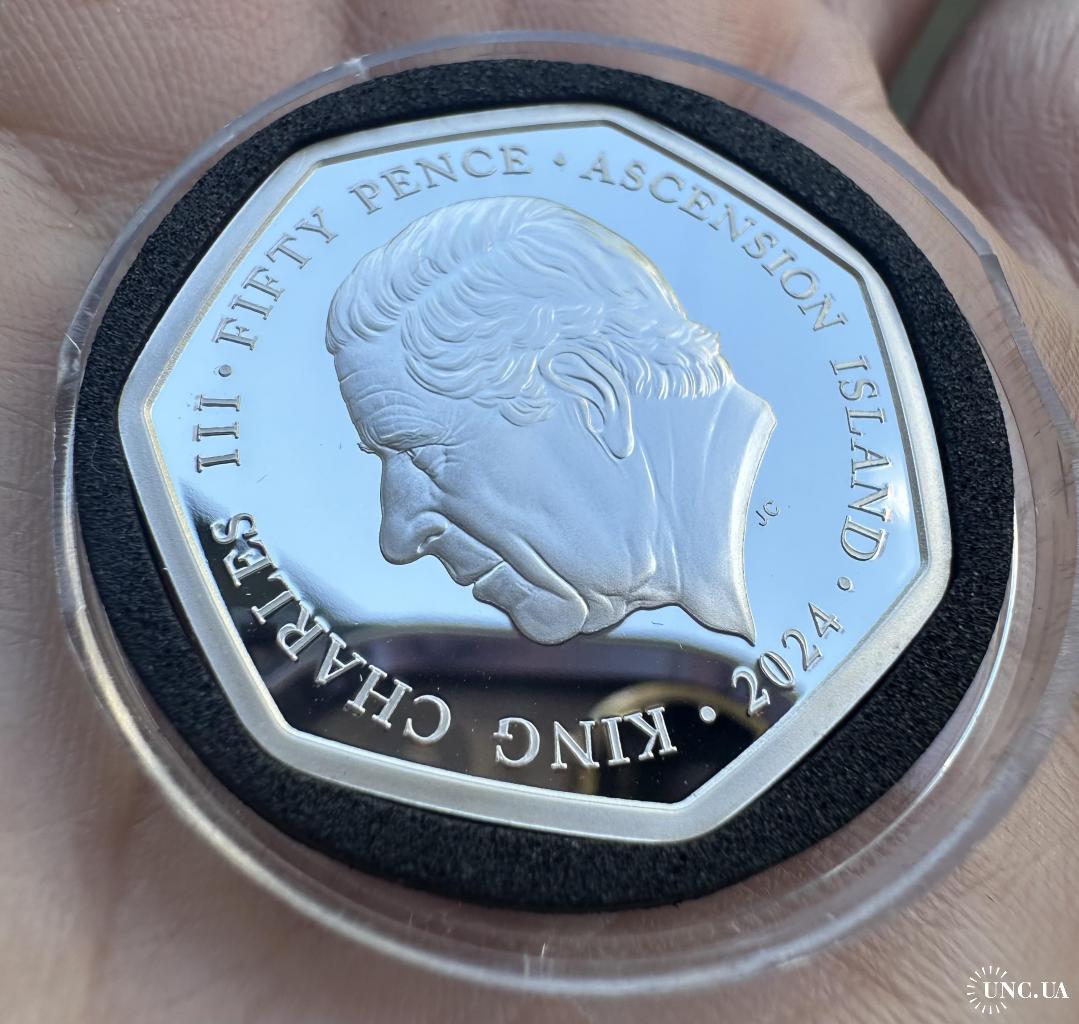 KING CHARLES III · FIFTY PENCE · ASCENSION ISLAND · 2024 ·
JC
UNC.UA